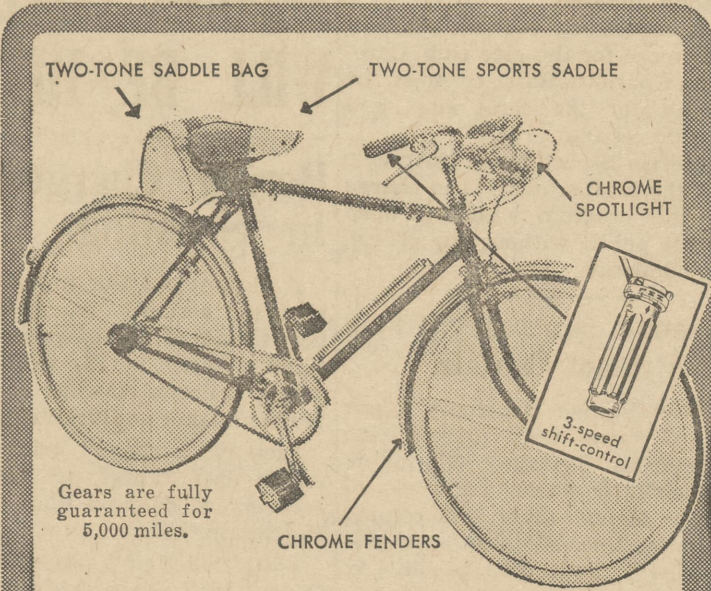 TWO-TONE SADDLE BAG
TWO-TONE SPORTS SADDLE
CHROME
SPOTLIGHT
3-speed
shift-control
Gears are fully
guaranteed for
5,000 miles.
CHROME FENDERS